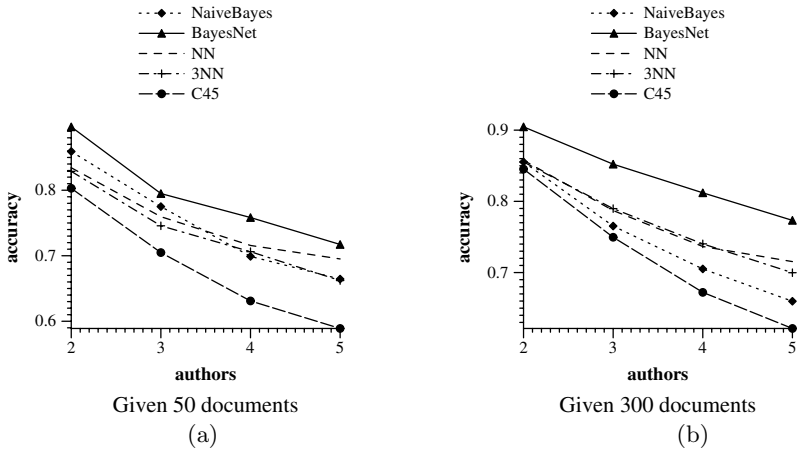 NaiveBayes
BayesNet
NN
3NN
C45
accuracy
0.8
0.7
0.6
2
3
4
5
authors
Given 50 documents
(a)
NaiveBayes
BayesNet
NN
3NN
C45
accuracy
0.9
0.8
0.7
2
3
4
5
authors
Given 300 documents
(b)